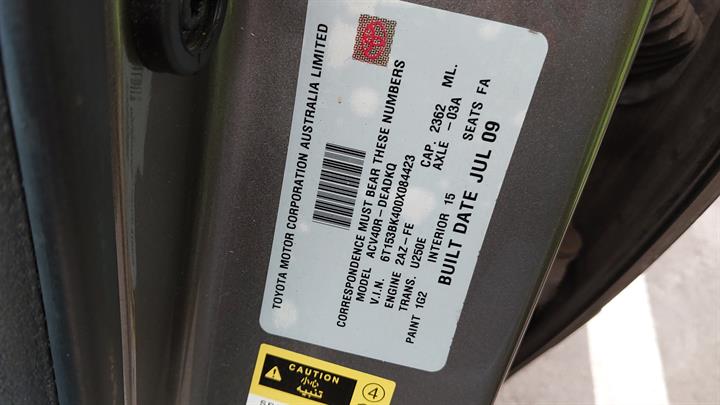 TOYOTA MOTOR CORPORATION AUSTRALIA LIMITED
CORRESPONDENCE MUST BEAR THESE NUMBERS
MODEL ACV40R-DEADKQ
V.I.N. 6T153BK400X084423
ENGINE 2AZ-FE CAP. 2362 ML.
TRANS. U250E AXLE -03A
PAINT 1G2 INTERIOR 15 SEATS FA
BUILT DATE JUL 09
CAUTION
小心
تنبيه
4